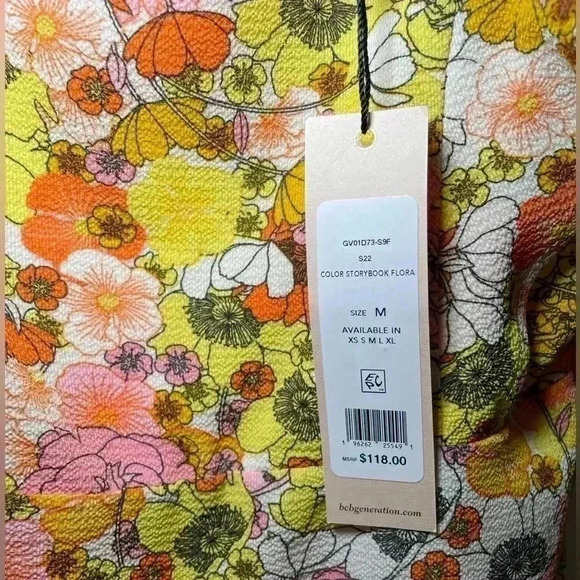 GV01D73-S9F
S22
COLOR STORYBOOK FLORA
SIZE M
AVAILABLE IN
XS S M L XL
1 96262 25549 1
MSRP $118.00
bcbgeneration.com